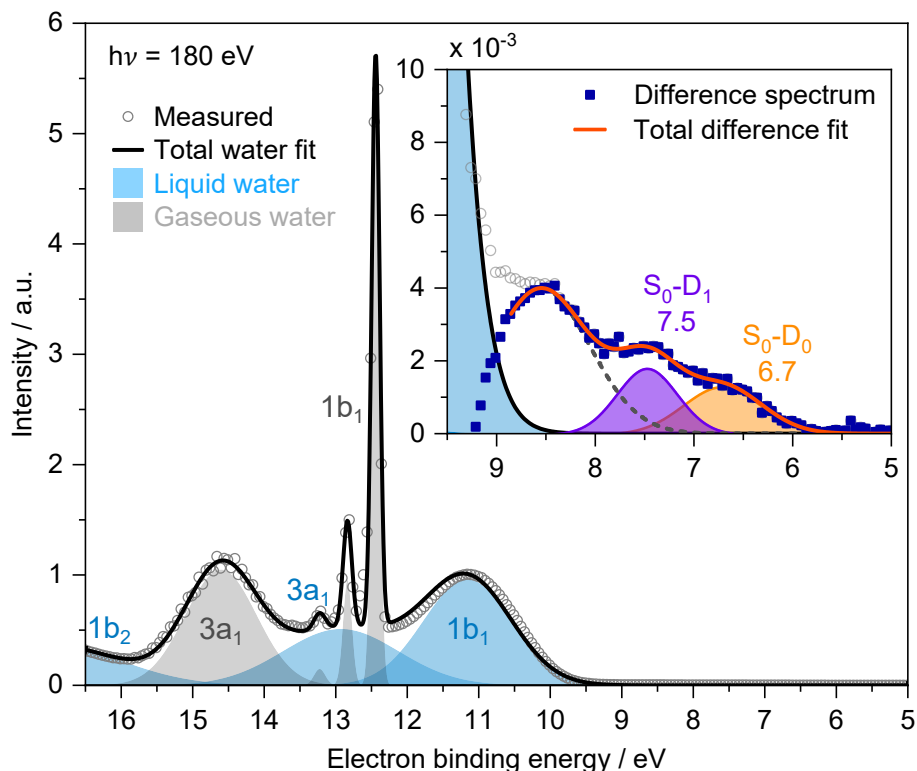 hν = 180 eV
Measured
Total water fit
Liquid water
Gaseous water
Intensity / a.u.
6
5
4
3
2
1
0
1b₂
3a₁
3a₁
1b₁
1b₁
16 15 14 13 12 11 10 9 8 7 6 5
Electron binding energy / eV
x 10⁻³
10
8
6
4
2
0
Difference spectrum
Total difference fit
S₀-D₁
7.5
S₀-D₀
6.7
9 8 7 6 5